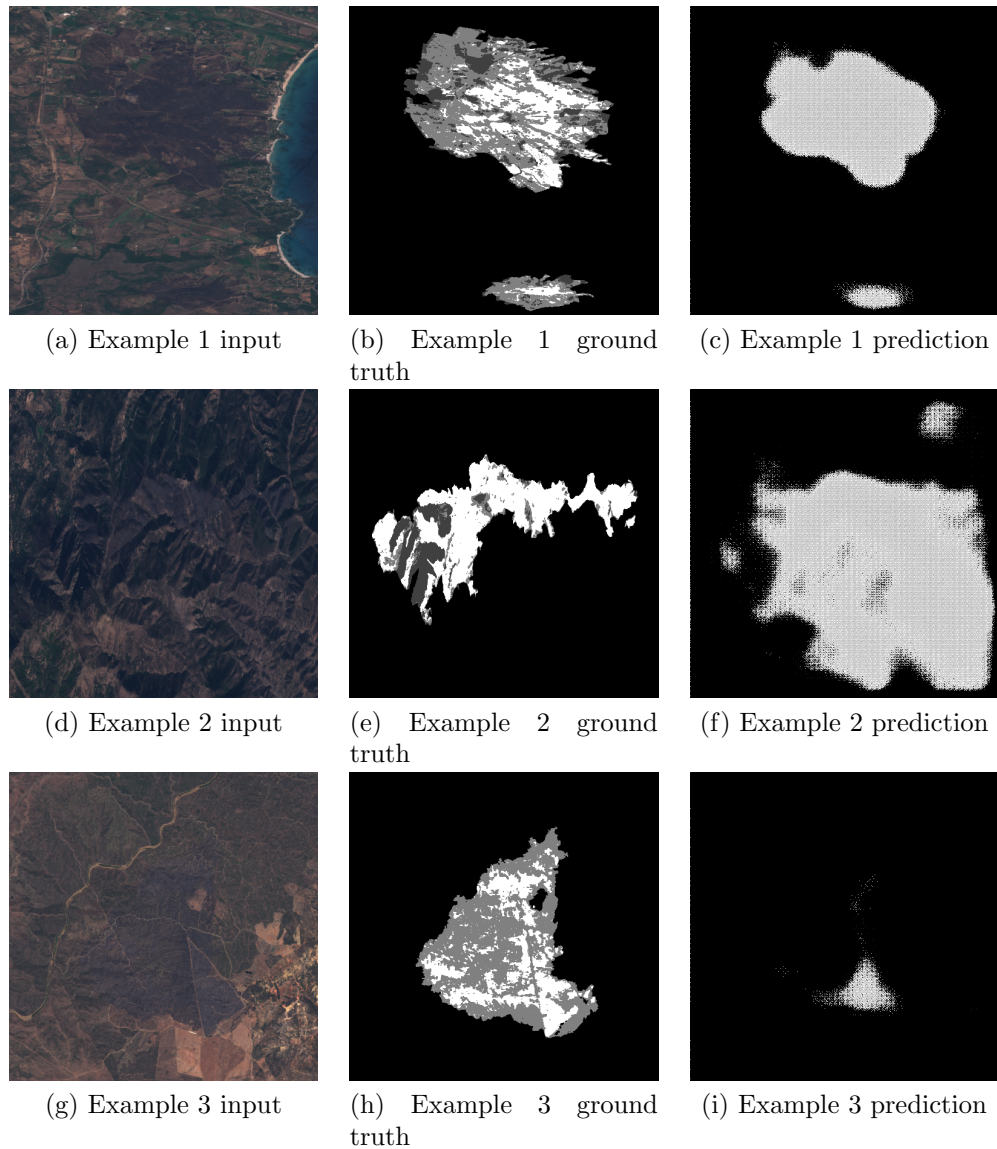 (a) Example 1 input
(b) Example 1 ground
truth
(c) Example 1 prediction
(d) Example 2 input
(e) Example 2 ground
truth
(f) Example 2 prediction
(g) Example 3 input
(h) Example 3 ground
truth
(i) Example 3 prediction